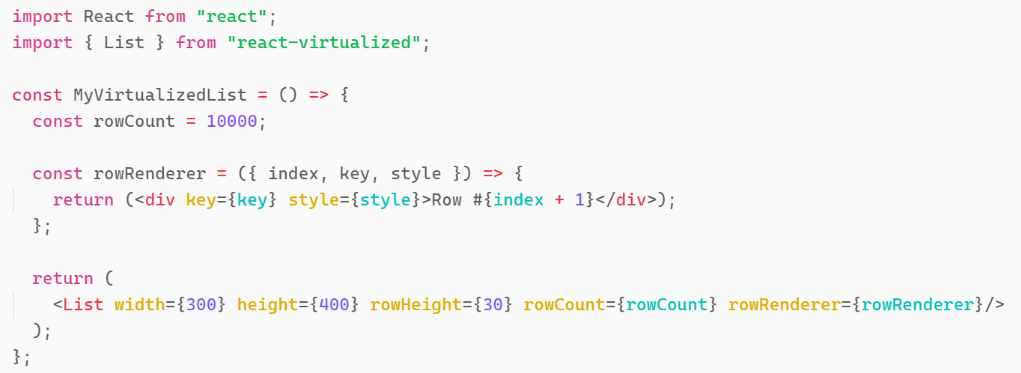 import React from "react";
import { List } from "react-virtualized";

const MyVirtualizedList = () => {
  const rowCount = 10000;

  const rowRenderer = ({ index, key, style }) => {
    return (<div key={key} style={style}>Row #{index + 1}</div>);
  };

  return (
    <List width={300} height={400} rowHeight={30} rowCount={rowCount} rowRenderer={rowRenderer}/>
  );
};